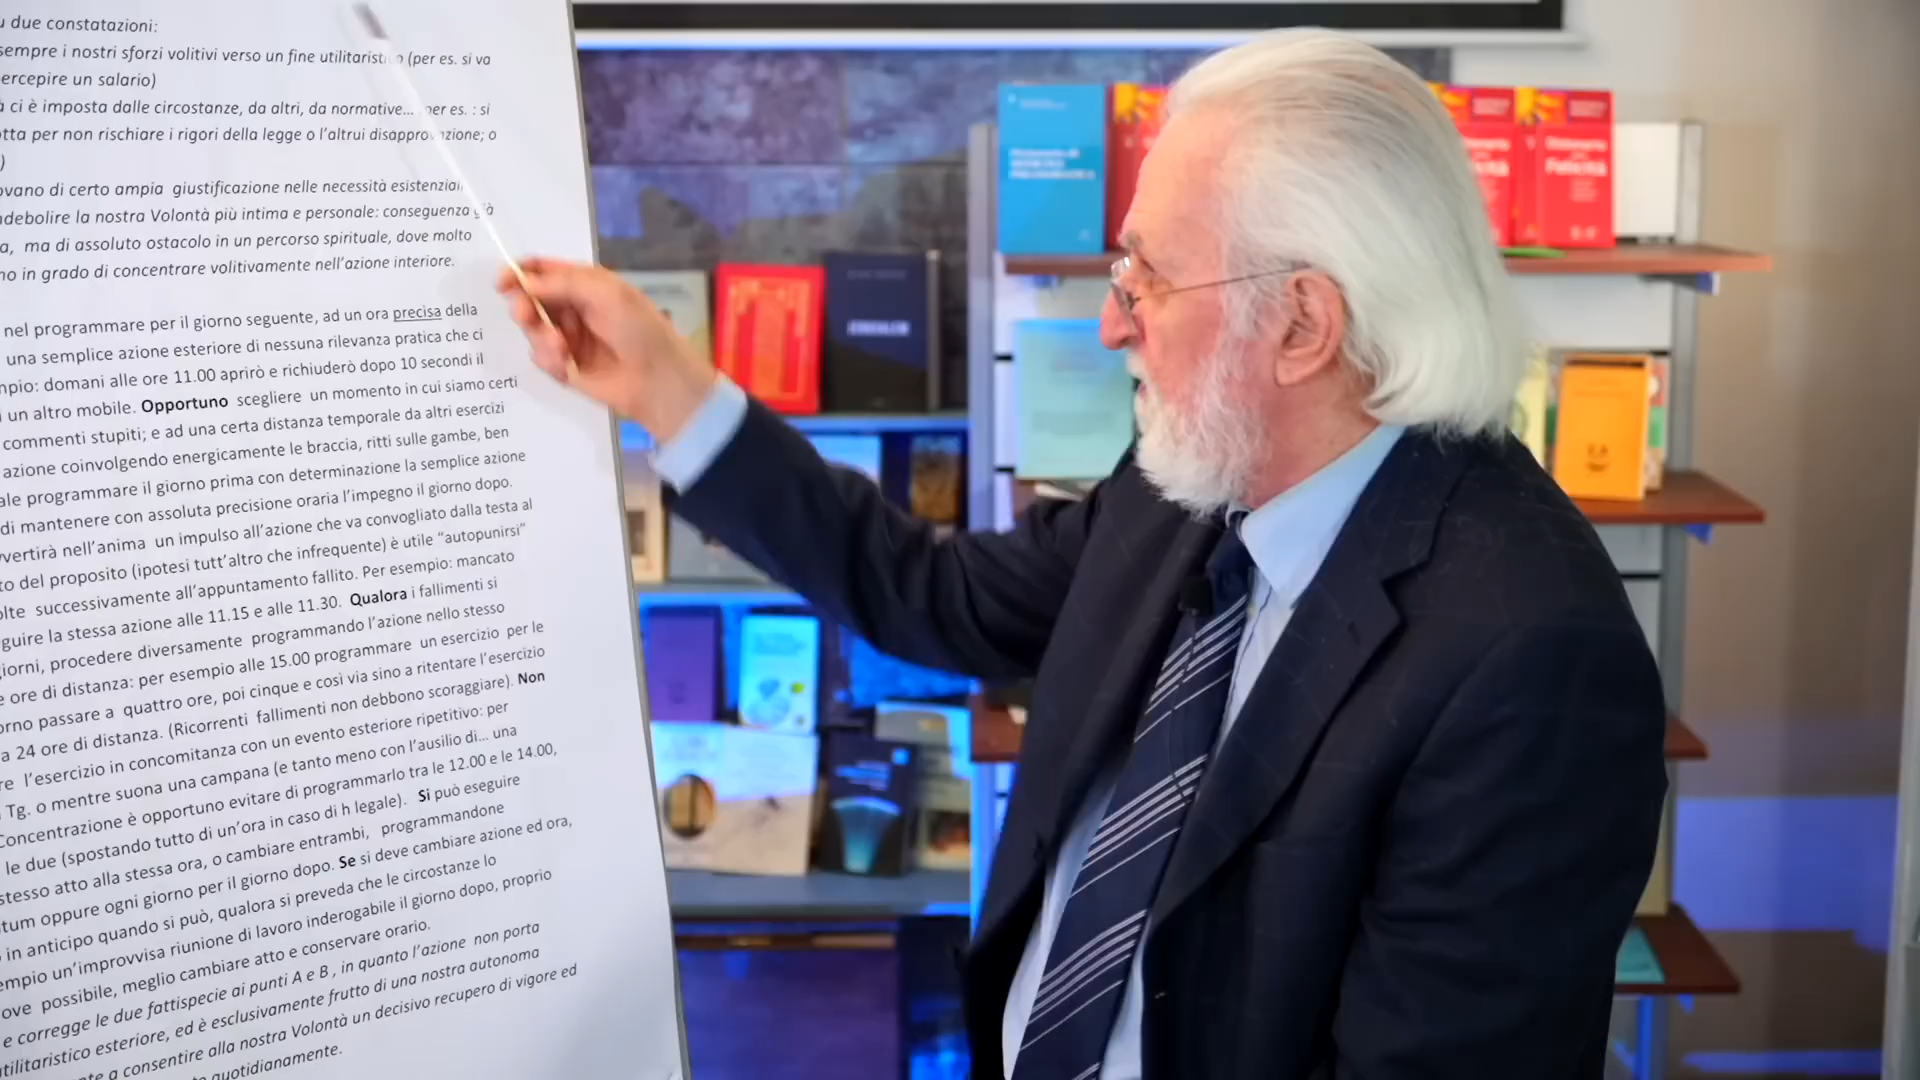 due constatazioni:
sempre i nostri sforzi volitivi verso un fine utilitaristico (per es. si va
ercepire un salario)
à ci è imposta dalle circostanze, da altri, da normative... per es. : si
otta per non rischiare i rigori della legge o l'altrui disapprovazione; o
)
ovano di certo ampia giustificazione nelle necessità esistenziali
ndebolire la nostra Volontà più intima e personale: conseguenza già
a, ma di assoluto ostacolo in un percorso spirituale, dove molto
no in grado di concentrare volitivamente nell'azione interiore.
nel programmare per il giorno seguente, ad un ora precisa della
una semplice azione esteriore di nessuna rilevanza pratica che ci
mpio: domani alle ore 11.00 aprirò e richiuderò dopo 10 secondi il
i un altro mobile. Opportuno scegliere un momento in cui siamo certi
commenti stupiti; e ad una certa distanza temporale da altri esercizi
azione coinvolgendo energicamente le braccia, ritti sulle gambe, ben
ale programmare il giorno prima con determinazione la semplice azione
di mantenere con assoluta precisione oraria l'impegno il giorno dopo.
vvertirà nell'anima un impulso all'azione che va convogliato dalla testa al
to del proposito (ipotesi tutt'altro che infrequente) è utile "autopunirsi"
olte successivamente all'appuntamento fallito. Per esempio: mancato
guire la stessa azione alle 11.15 e alle 11.30. Qualora i fallimenti si
giorni, procedere diversamente programmando l'azione nello stesso
e ore di distanza: per esempio alle 15.00 programmare un esercizio per le
orno passare a quattro ore, poi cinque e così via sino a ritentare l'esercizio
a 24 ore di distanza. (Ricorrenti fallimenti non debbono scoraggiare). Non
re l'esercizio in concomitanza con un evento esteriore ripetitivo: per
Tg. o mentre suona una campana (e tanto meno con l'ausilio di... una
Concentrazione è opportuno evitare di programmarlo tra le 12.00 e le 14.00,
le due (spostando tutto di un'ora in caso di h legale). Si può eseguire
stesso atto alla stessa ora, o cambiare entrambi, programmandone
tum oppure ogni giorno per il giorno dopo. Se si deve cambiare azione ed ora,
in anticipo quando si può, qualora si preveda che le circostanze lo
empio un'improvvisa riunione di lavoro inderogabile il giorno dopo, proprio
ove possibile, meglio cambiare atto e conservare orario.
e corregge le due fattispecie ai punti A e B , in quanto l'azione non porta
utilitaristico esteriore, ed è esclusivamente frutto di una nostra autonoma
te a consentire alla nostra Volontà un decisivo recupero di vigore ed
quotidianamente.